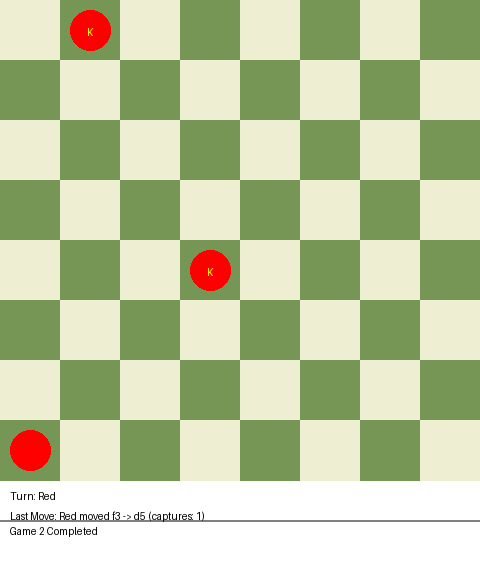 K
K
Turn: Red
Last Move: Red moved f3 -> d5 (captures: 1)
Game 2 Completed